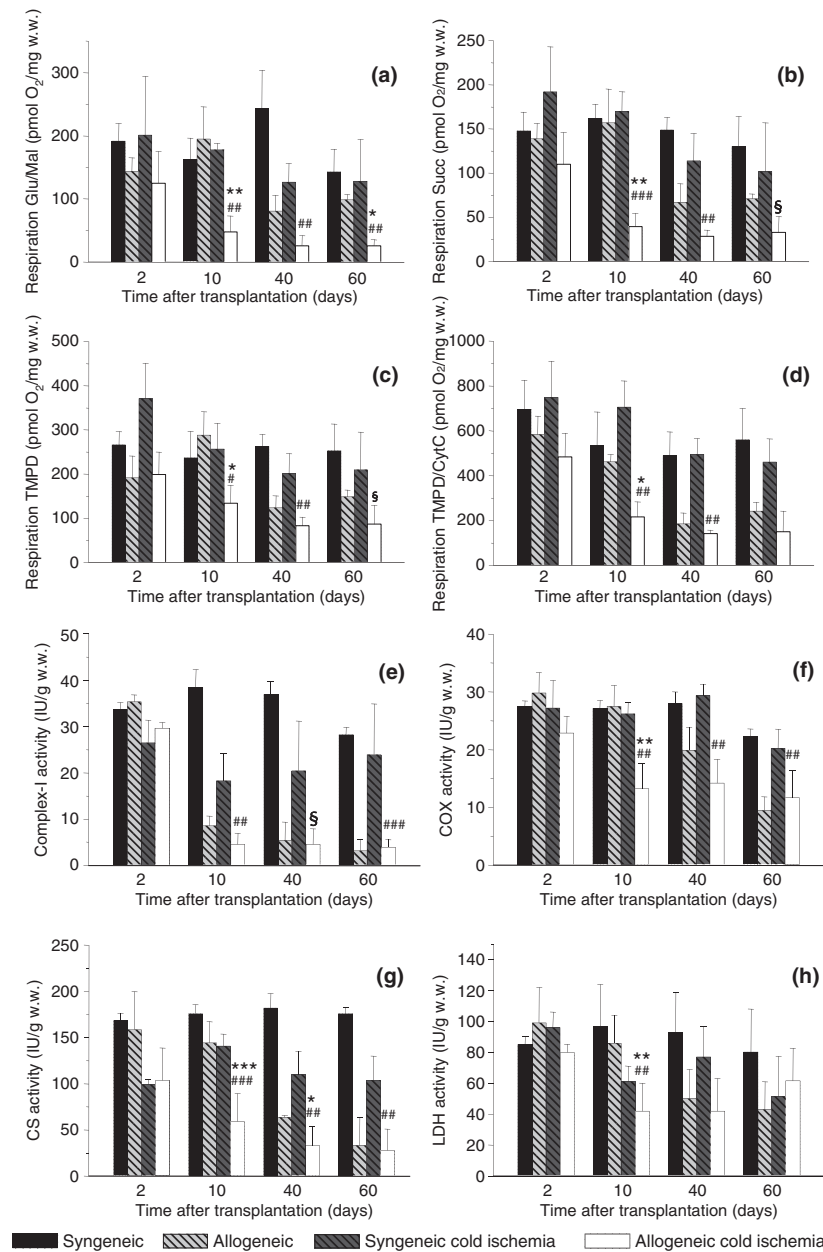 (a)
Respiration Glu/Mal (pmol O2/mg w.w.)
300
200
100
0
**
##
##
*
##
2 10 40 60
Time after transplantation (days)
(b)
Respiration Succ (pmol O2/mg w.w.)
250
200
150
100
50
0
**
###
##
§
2 10 40 60
Time after transplantation (days)
(c)
Respiration TMPD (pmol O2/mg w.w.)
500
400
300
200
100
0
*
#
##
§
2 10 40 60
Time after transplantation (days)
(d)
Respiration TMPD/CytC (pmol O2/mg w.w.)
1000
800
600
400
200
0
*
##
##
2 10 40 60
Time after transplantation (days)
(e)
Complex-I activity (IU/g w.w.)
50
40
30
20
10
0
##
§
###
2 10 40 60
Time after transplantation (days)
(f)
COX activity (IU/g w.w.)
40
30
20
10
0
**
##
##
##
2 10 40 60
Time after transplantation (days)
(g)
CS activity (IU/g w.w.)
250
200
150
100
50
0
***
###
*
##
##
2 10 40 60
Time after transplantation (days)
(h)
LDH activity (IU/g w.w.)
140
120
100
80
60
40
20
0
**
##
2 10 40 60
Time after transplantation (days)
Syngeneic Allogeneic Syngeneic cold ischemia Allogeneic cold ischemia